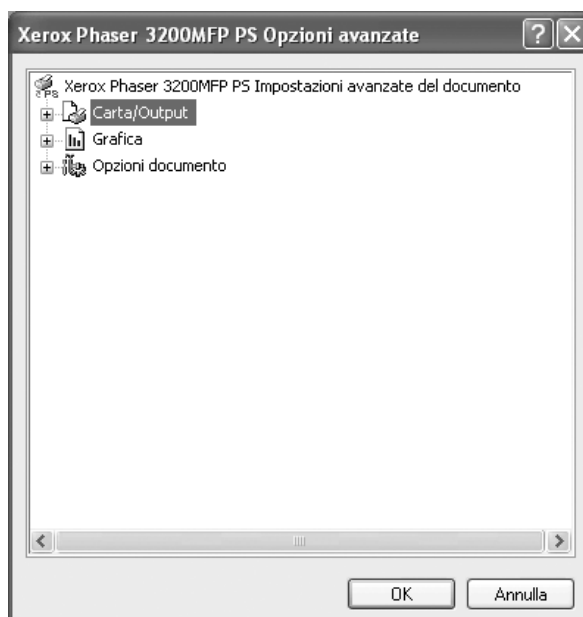 Xerox Phaser 3200MFP PS Opzioni avanzate
Xerox Phaser 3200MFP PS Impostazioni avanzate del documento
Carta/Output
Grafica
Opzioni documento
OK
Annulla